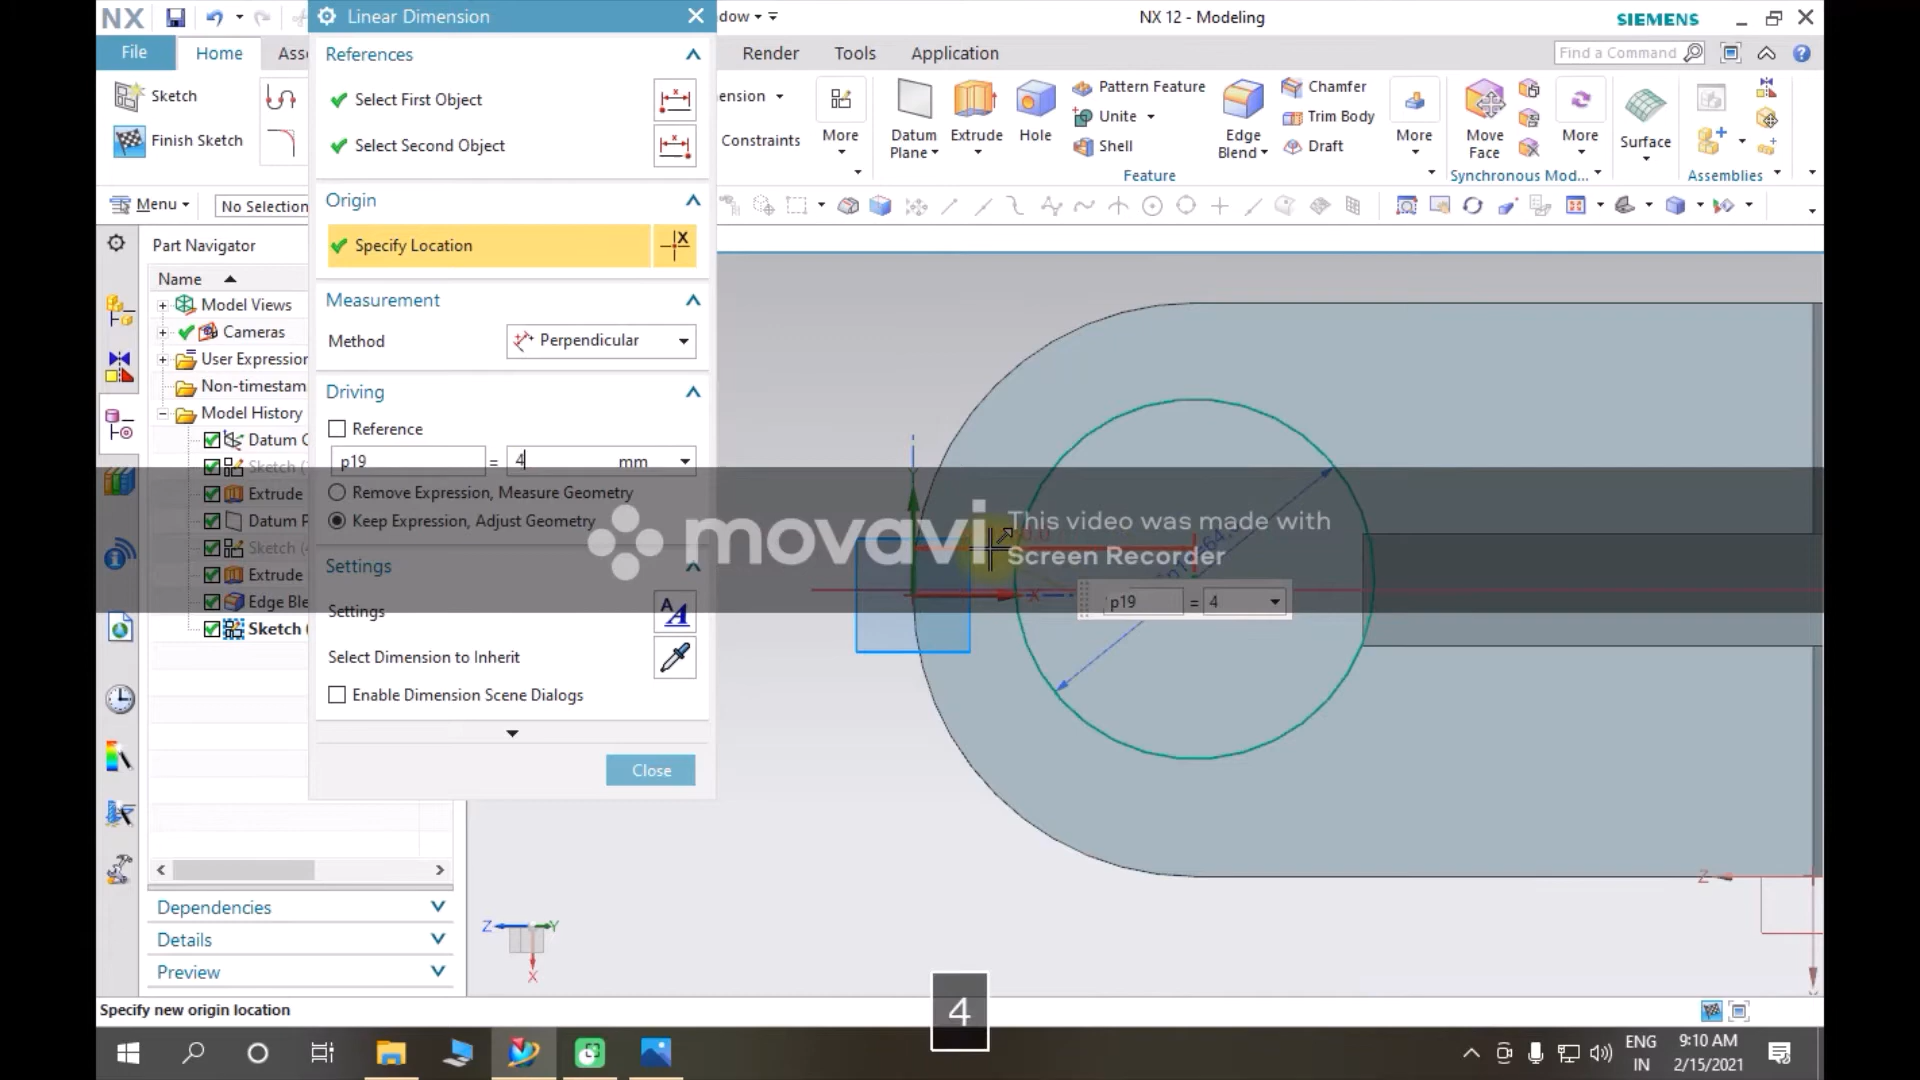 NX
Linear Dimension
dow
NX 12 - Modeling
SIEMENS
File
Home
Ass
Render
Tools
Application
Find a Command
References
Select First Object
Select Second Object
Sketch
Finish Sketch
ension
Constraints
More
Datum
Plane
Extrude
Hole
Pattern Feature
Unite
Shell
Edge
Blend
Chamfer
Trim Body
Draft
More
Move
Face
More
Surface
Feature
Synchronous Mod...
Assemblies
Menu
No Selection
Origin
Specify Location
Part Navigator
Name
Model Views
Cameras
User Expression
Non-timestam
Model History
Datum C
Sketch (
Extrude
Datum P
Sketch (4
Extrude
Edge Ble
Sketch (
Measurement
Method
Perpendicular
Driving
Reference
p19
=
4
mm
Remove Expression, Measure Geometry
Keep Expression, Adjust Geometry
Settings
Settings
Select Dimension to Inherit
Enable Dimension Scene Dialogs
Close
movavi
This video was made with
Screen Recorder
X
p19
=
4
Z
Z
Y
X
Dependencies
Details
Preview
Specify new origin location
4
ENG
IN
9:10 AM
2/15/2021